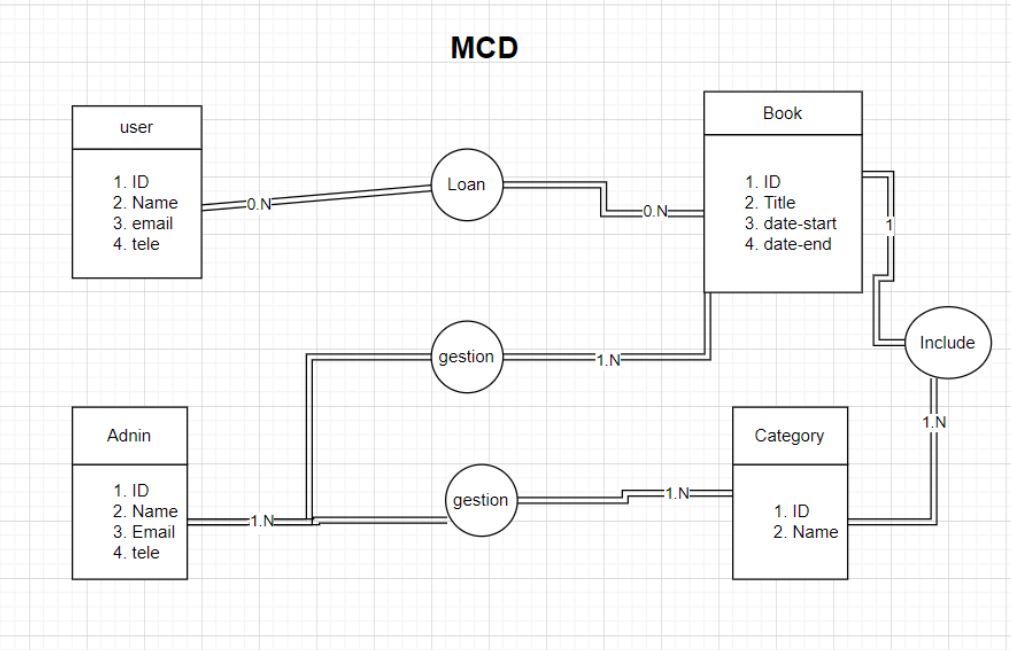 MCD
user
1. ID
2. Name
3. email
4. tele
0.N
Loan
0.N
Book
1. ID
2. Title
3. date-start
4. date-end
1
gestion
1.N
Include
1.N
Adnin
1. ID
2. Name
3. Email
4. tele
1.N
gestion
1.N
Category
1. ID
2. Name